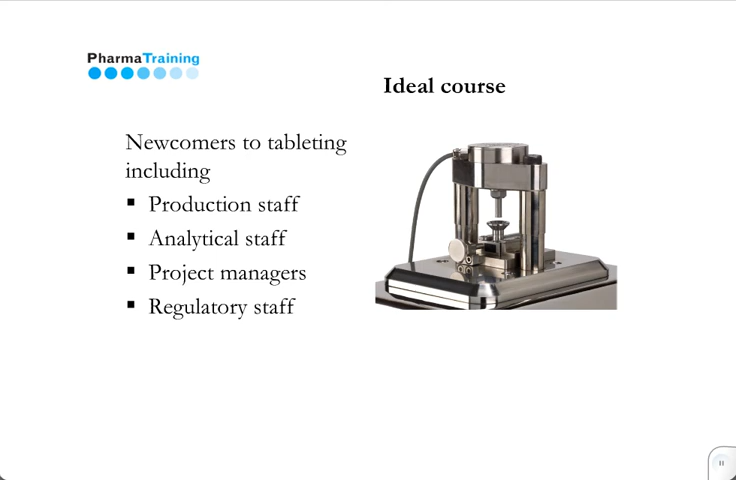 PharmaTraining
Ideal course
Newcomers to tableting
including
▪ Production staff
▪ Analytical staff
▪ Project managers
▪ Regulatory staff